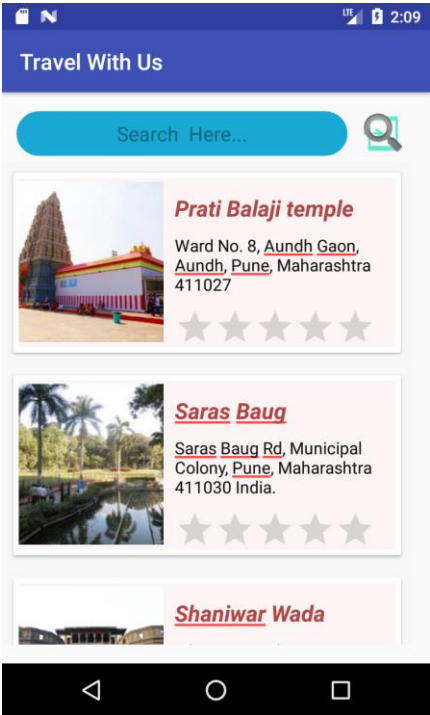 LTE 2:09
Travel With Us
Search Here...
Prati Balaji temple
Ward No. 8, Aundh Gaon,
Aundh, Pune, Maharashtra
411027
Saras Baug
Saras Baug Rd, Municipal
Colony, Pune, Maharashtra
411030 India.
Shaniwar Wada